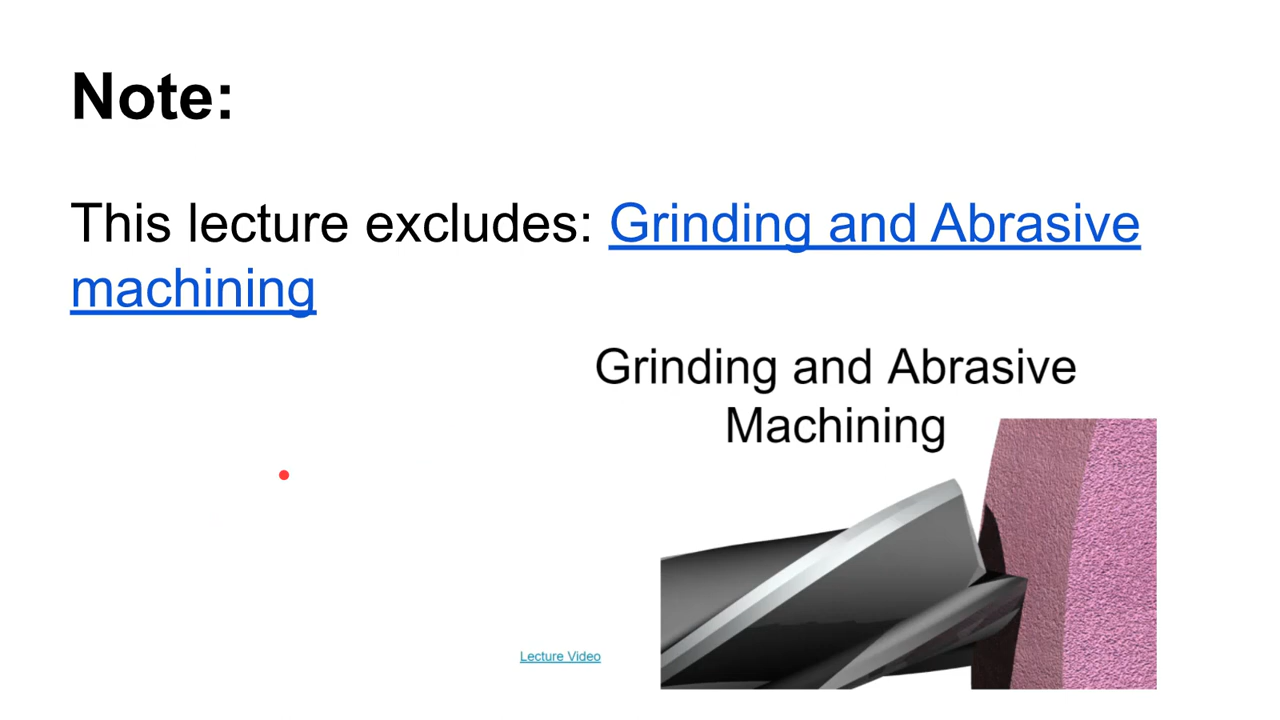 Note:
This lecture excludes: Grinding and Abrasive
machining
Grinding and Abrasive
Machining
Lecture Video